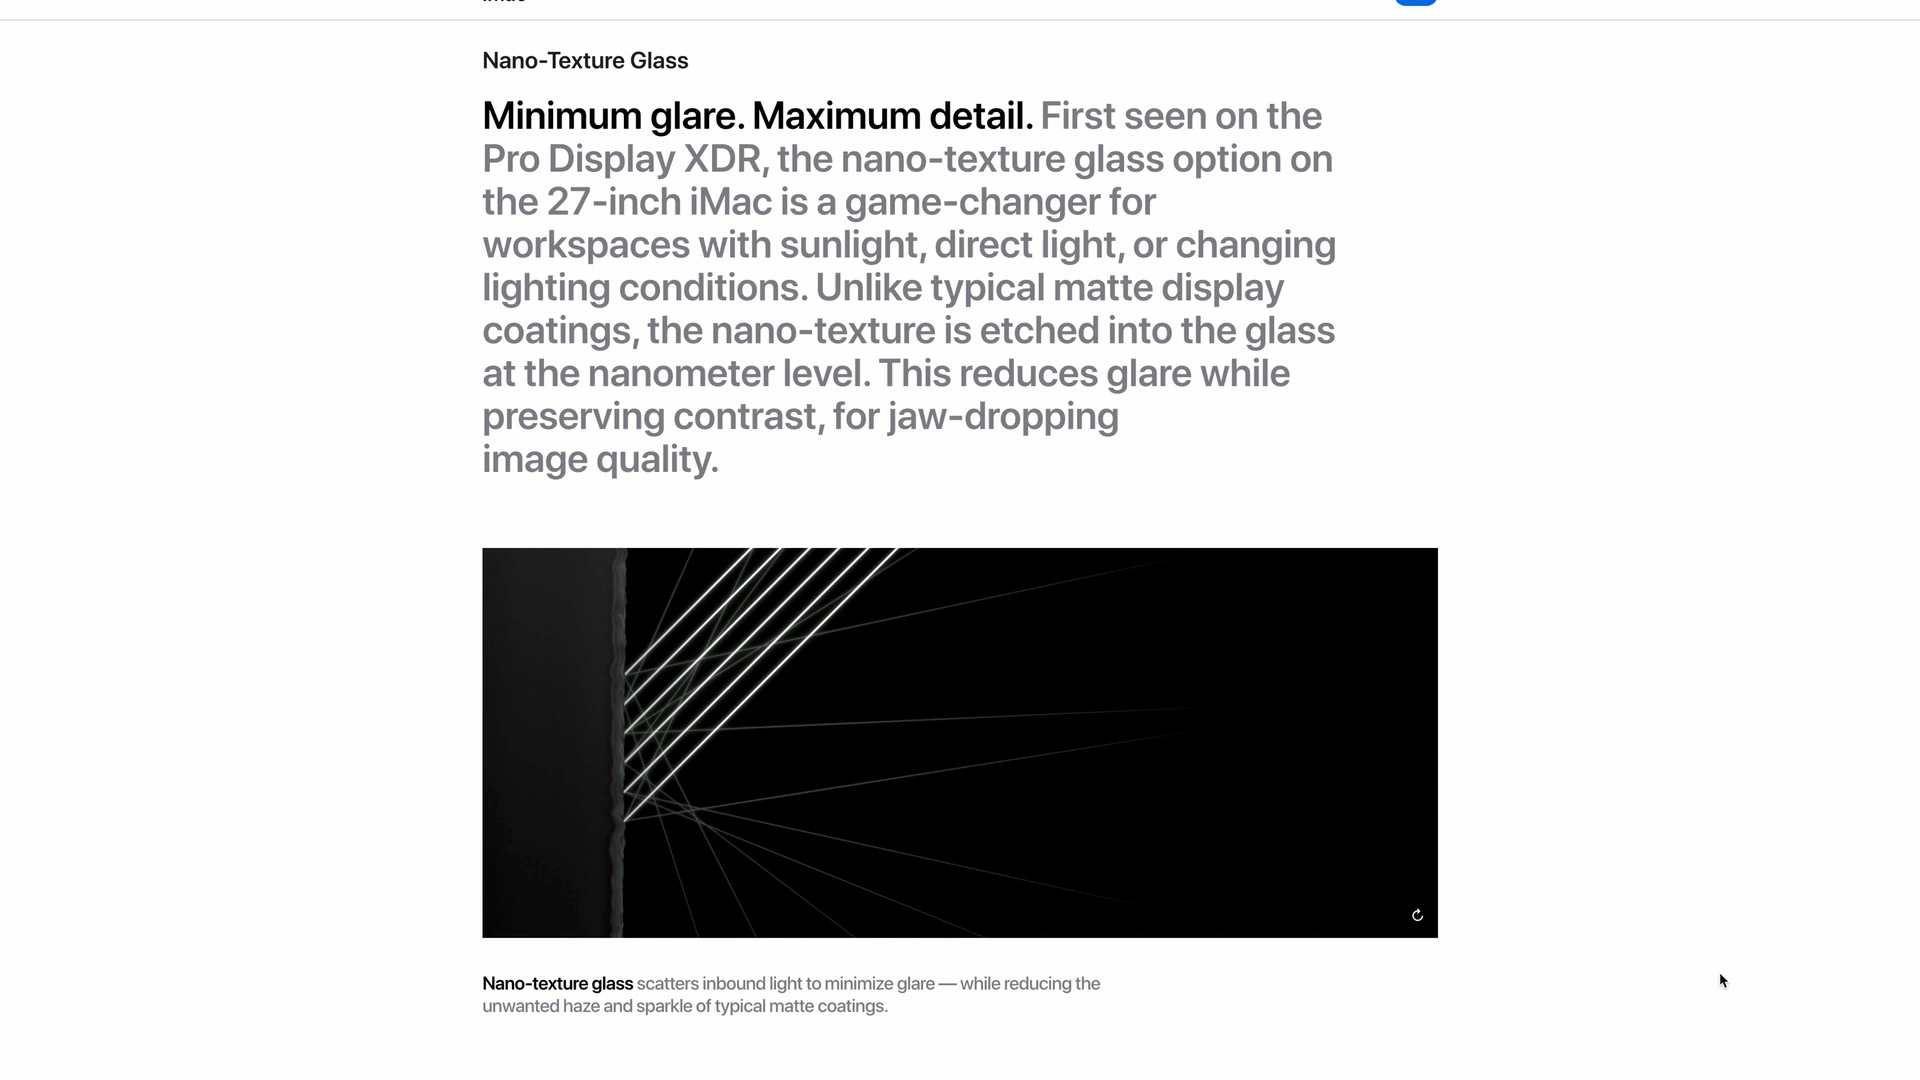 Nano-Texture Glass
Minimum glare. Maximum detail. First seen on the
Pro Display XDR, the nano-texture glass option on
the 27-inch iMac is a game-changer for
workspaces with sunlight, direct light, or changing
lighting conditions. Unlike typical matte display
coatings, the nano-texture is etched into the glass
at the nanometer level. This reduces glare while
preserving contrast, for jaw-dropping
image quality.
Nano-texture glass scatters inbound light to minimize glare — while reducing the
unwanted haze and sparkle of typical matte coatings.